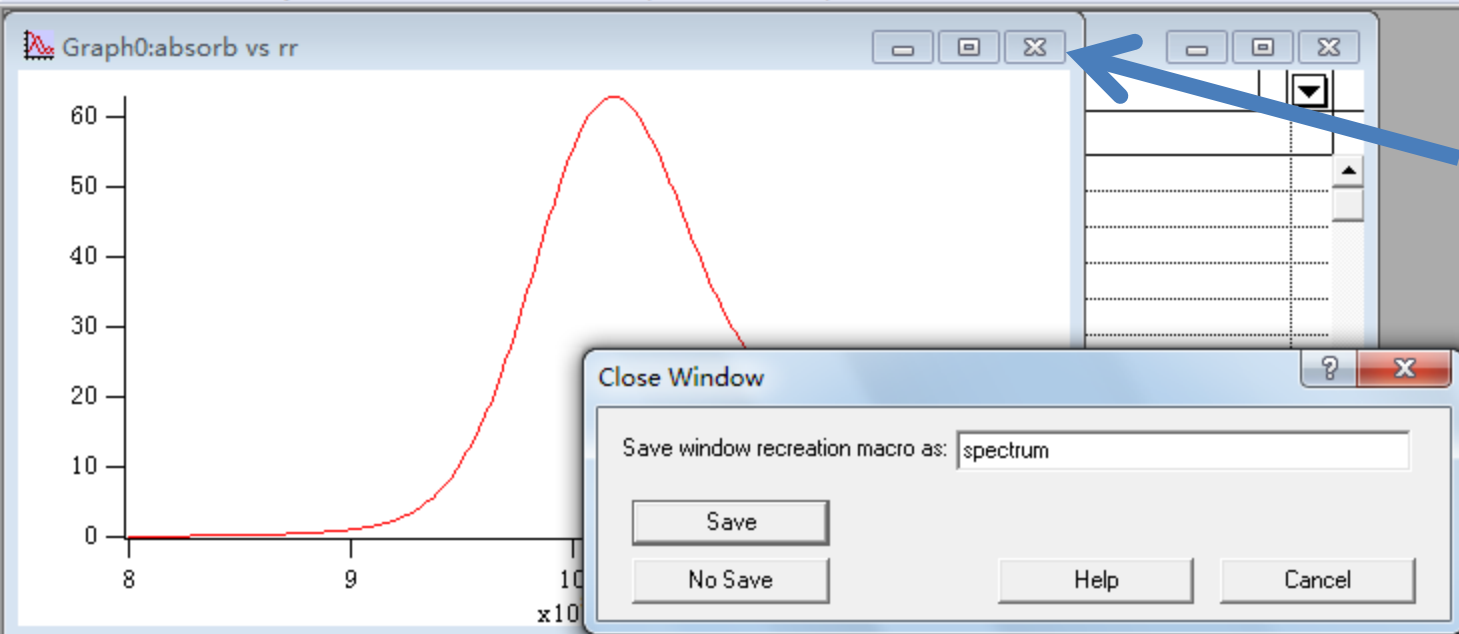 Graph0:absorb vs rr
60
50
40
30
20
10
0
8
9
10
x10
Close Window
?
Save window recreation macro as: spectrum
Save
No Save
Help
Cancel